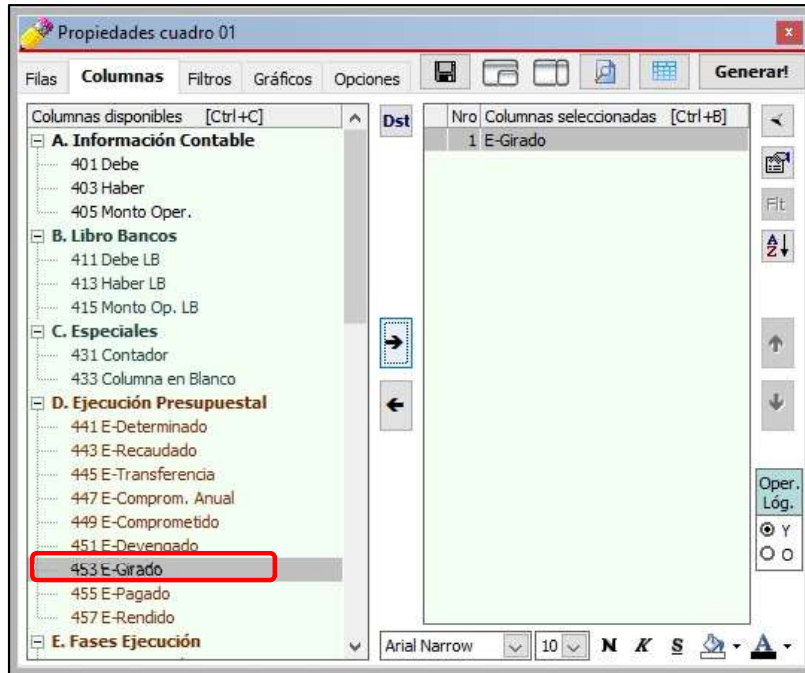 Propiedades cuadro 01
Filas Columnas Filtros Gráficos Opciones Generar!
Columnas disponibles [Ctrl+C]
A. Información Contable
401 Debe
403 Haber
405 Monto Oper.
B. Libro Bancos
411 Debe LB
413 Haber LB
415 Monto Op. LB
C. Especiales
431 Contador
433 Columna en Blanco
D. Ejecución Presupuestal
441 E-Determinado
443 E-Recaudado
445 E-Transferencia
447 E-Comprom. Anual
449 E-Comprometido
451 E-Devengado
453 E-Girado
455 E-Pagado
457 E-Rendido
E. Fases Ejecución
Dst
Nro Columnas seleccionadas [Ctrl+B]
1 E-Girado
Flt
Oper.
Lóg.
Y
O
Arial Narrow 10 N K S A